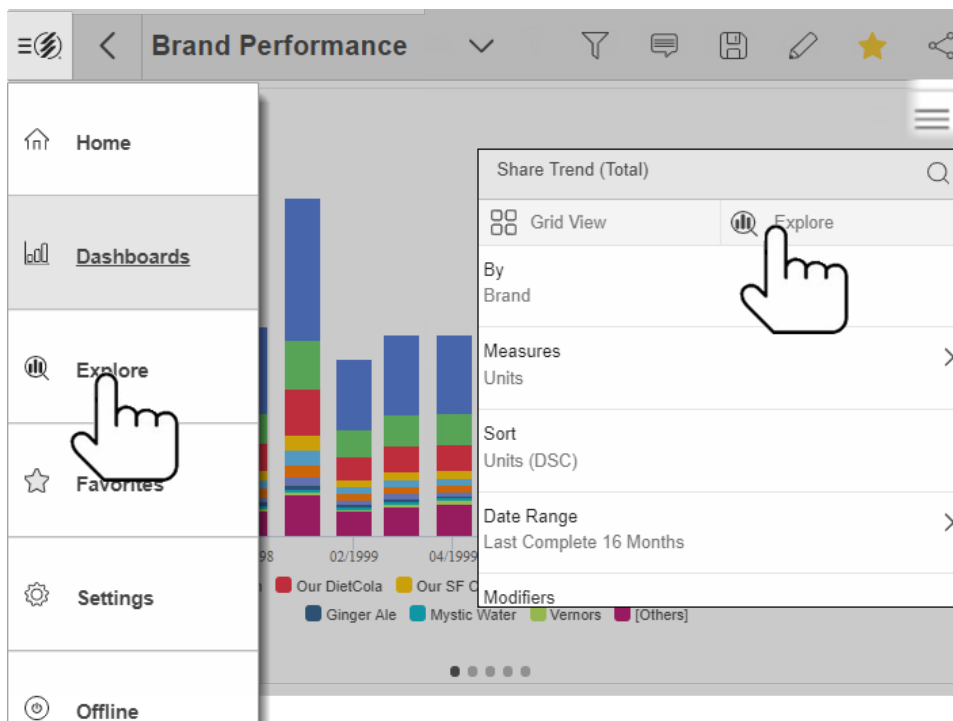 Brand Performance
Home
Dashboards
Explore
Favorites
Settings
Offline
Share Trend (Total)
Grid View
Explore
By
Brand
Measures
Units
Sort
Units (DSC)
Date Range
Last Complete 16 Months
Modifiers
98 02/1999 04/1999
Our DietCola Our SF
Ginger Ale Mystic Water Vernors [Others]